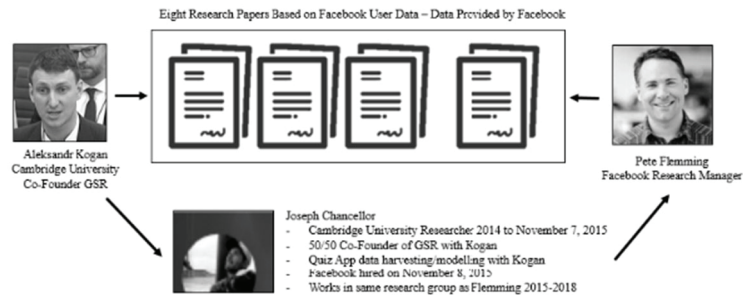 Eight Research Papers Based on Facebook User Data – Data Provided by Facebook
Aleksandr Kogan
Cambridge University
Co-Founder GSR
Pete Flemming
Facebook Research Manager
Joseph Chancellor
- Cambridge University Researcher 2014 to November 7, 2015
- 50/50 Co-Founder of GSR with Kogan
- Quiz App data harvesting/modelling with Kogan
- Facebook hired on November 8, 2015
- Works in same research group as Flemming 2015-2018